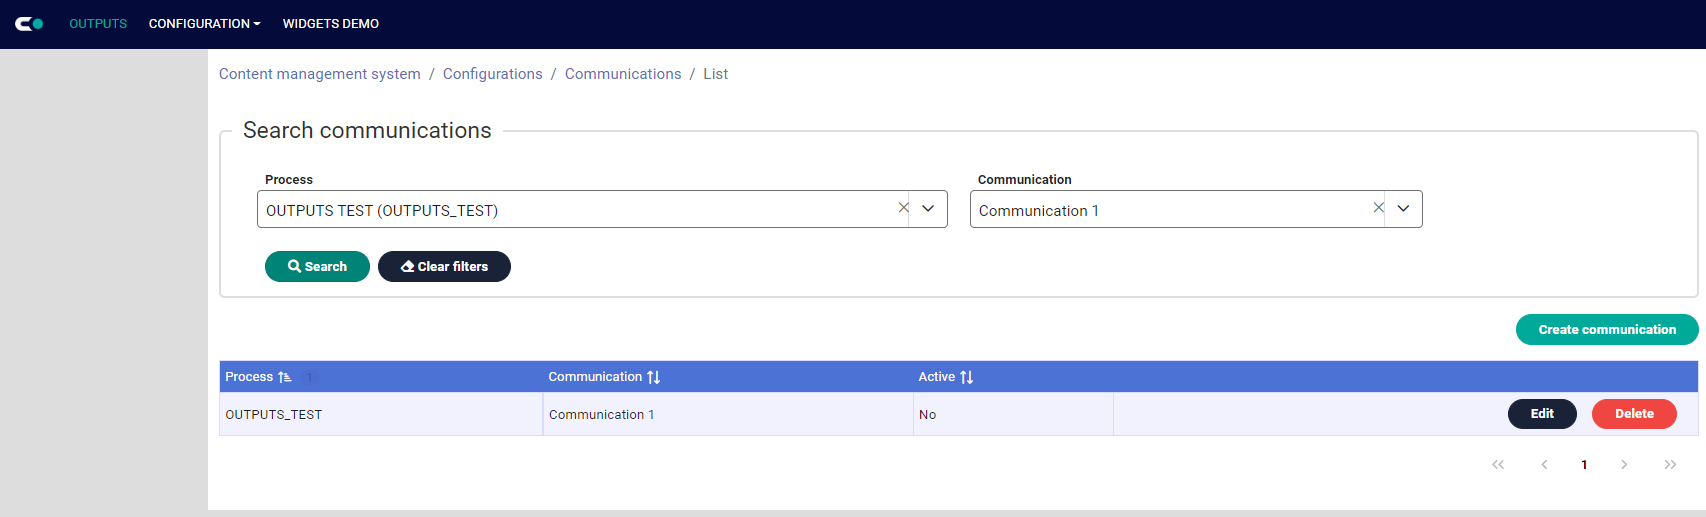 OUTPUTS CONFIGURATION WIDGETS DEMO
Content management system / Configurations / Communications / List
Search communications
Process Communication
OUTPUTS TEST (OUTPUTS_TEST) Communication 1
Search Clear filters
Create communication
Process 1 Communication Active
OUTPUTS_TEST Communication 1 No Edit Delete
1